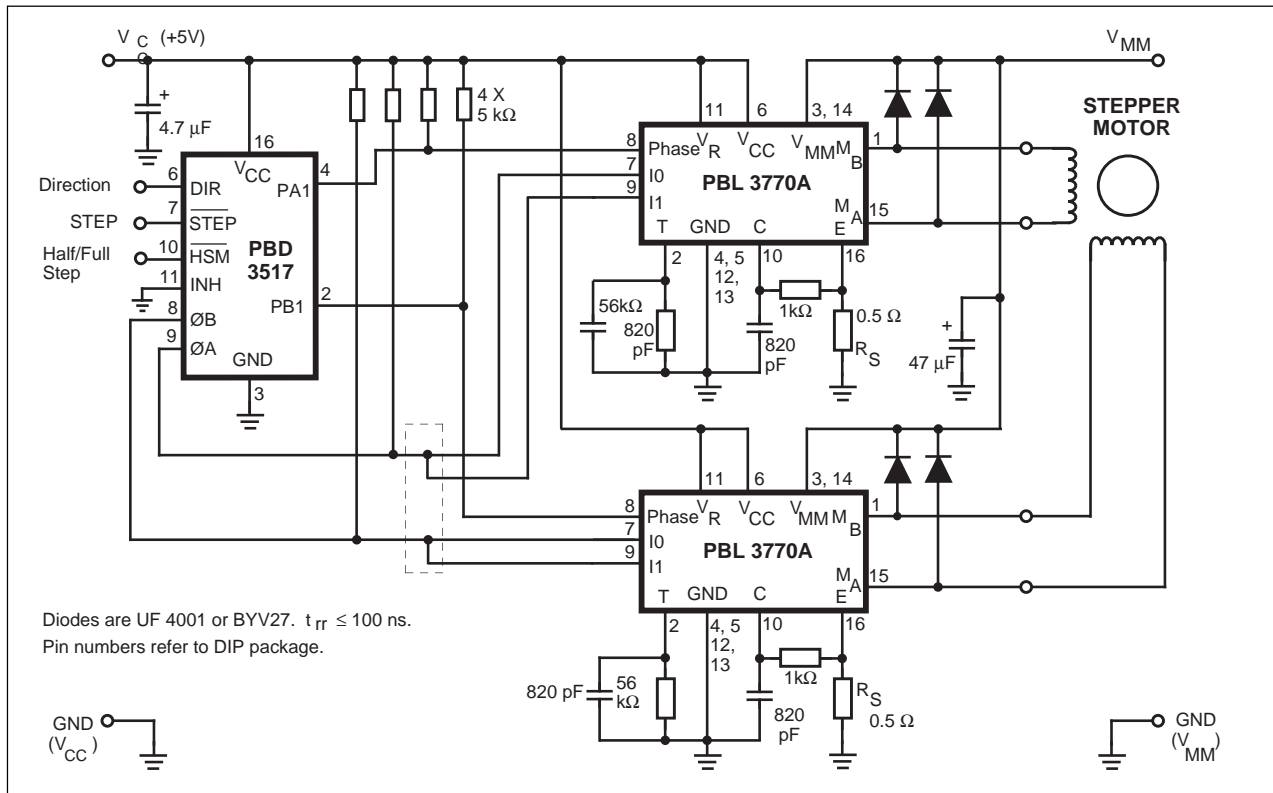 V C (+5V)
V MM
4.7 µF
+
16
4 X
5 kΩ
11
6
3, 14
STEPPER
MOTOR
Direction
6
DIR
V CC
PA1
4
STEP
7
STEP
Half/Full
Step
10
HSM
PBD
3517
11
INH
PB1
2
8
ØB
9
ØA
GND
3
8
Phase
V R
V CC
V MM
M B
1
7
I0
PBL 3770A
9
I1
M A
15
T
GND
C
E
2
4, 5
12,
13
10
16
56kΩ
820
pF
1kΩ
820
pF
0.5 Ω
R S
+
47 µF
11
6
3, 14
8
Phase
V R
V CC
V MM
M B
1
7
I0
PBL 3770A
9
I1
M A
15
T
GND
C
E
2
4, 5
12,
13
10
16
820 pF
56
kΩ
1kΩ
820
pF
R S
0.5 Ω
Diodes are UF 4001 or BYV27. t rr ≤ 100 ns.
Pin numbers refer to DIP package.
GND
(V CC)
GND
(V MM)